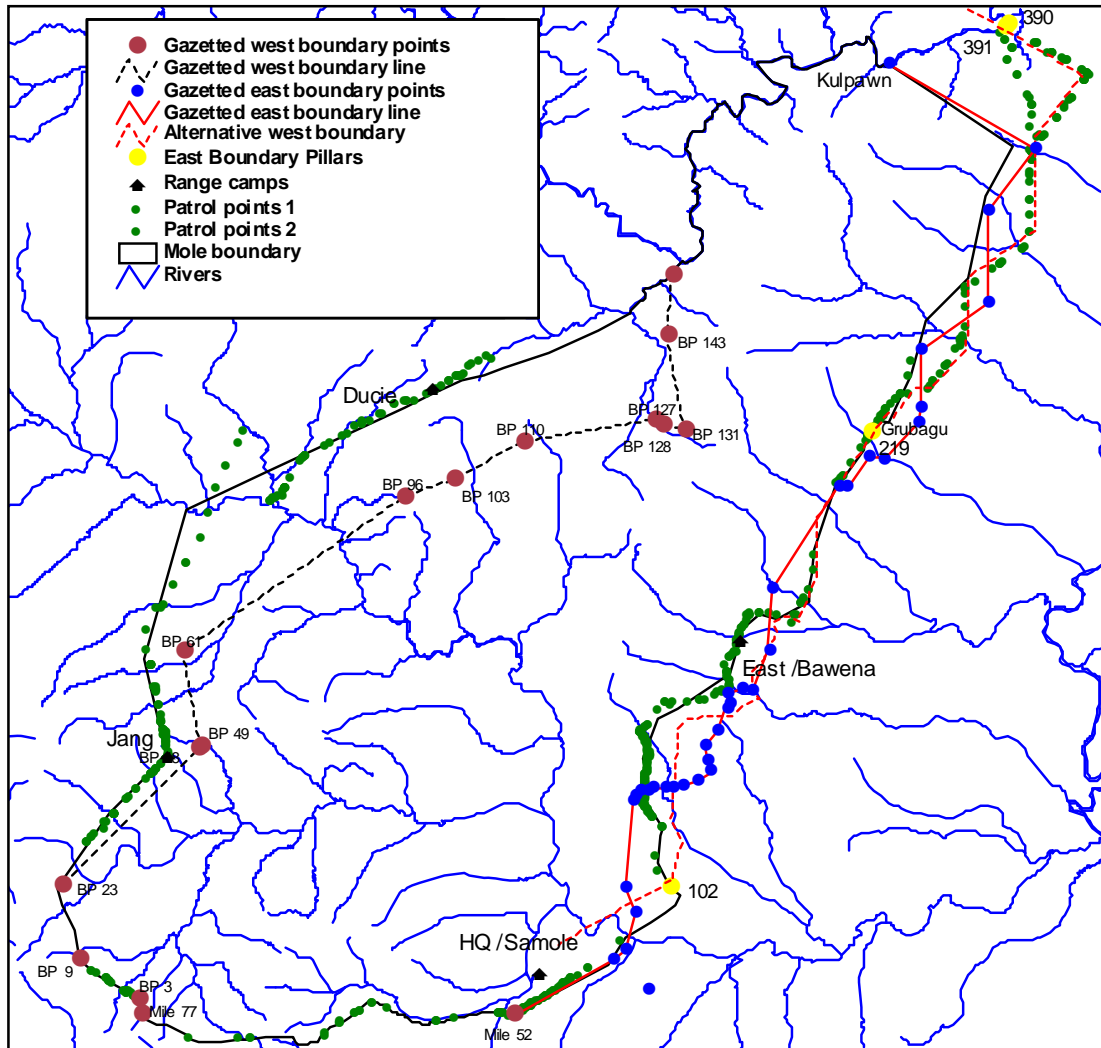 Gazetted west boundary points
Gazetted west boundary line
Gazetted east boundary points
Gazetted east boundary line
Alternative west boundary
East Boundary Pillars
Range camps
Patrol points 1
Patrol points 2
Mole boundary
Rivers
390
391
Kulpawn
BP 143
Ducie
BP 127
BP 110
BP 131
BP 128
Grubagu
219
BP 96
BP 103
BP 61
East /Bawena
BP 49
Jang
BP 23
102
HQ /Samole
BP 9
BP 3
Mile 77
Mile 52